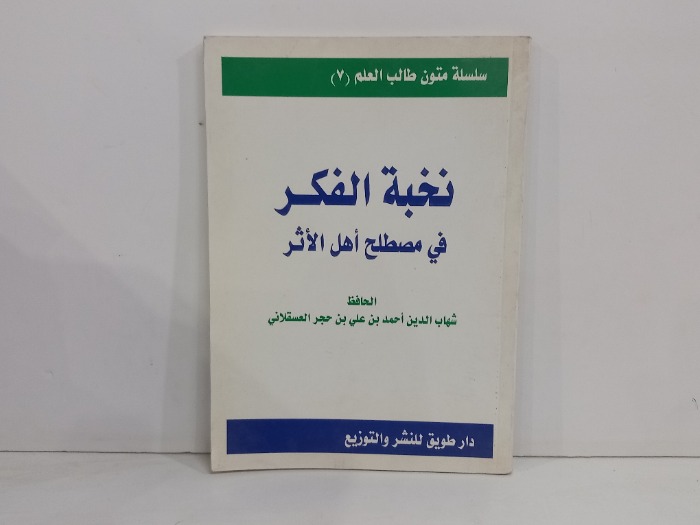 سلسلة متون طالب العلم (٧)
نخبة الفكر
في مصطلح أهل الأثر
الحافظ
شهاب الدين أحمد بن علي بن حجر العسقلاني
دار طويق للنشر والتوزيع